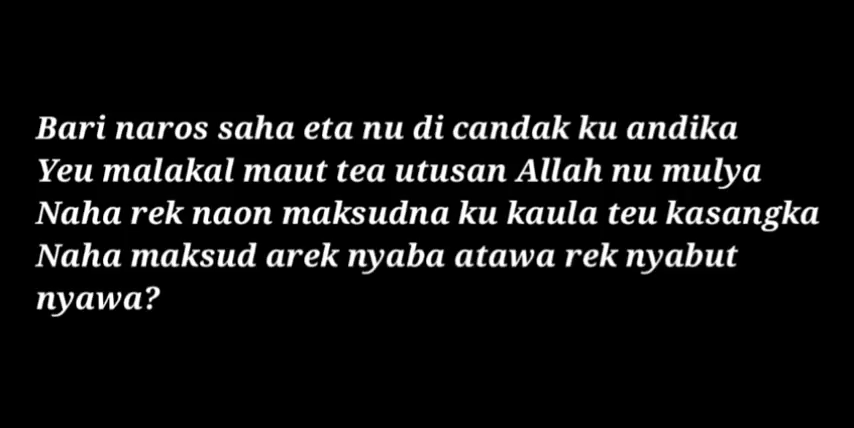 Bari naros saha eta nu di candak ku andika
Yeu malakal maut tea utusan Allah nu mulya
Naha rek naon maksudna ku kaula teu kasangka
Naha maksud arek nyaba atawa rek nyabut
nyawa?